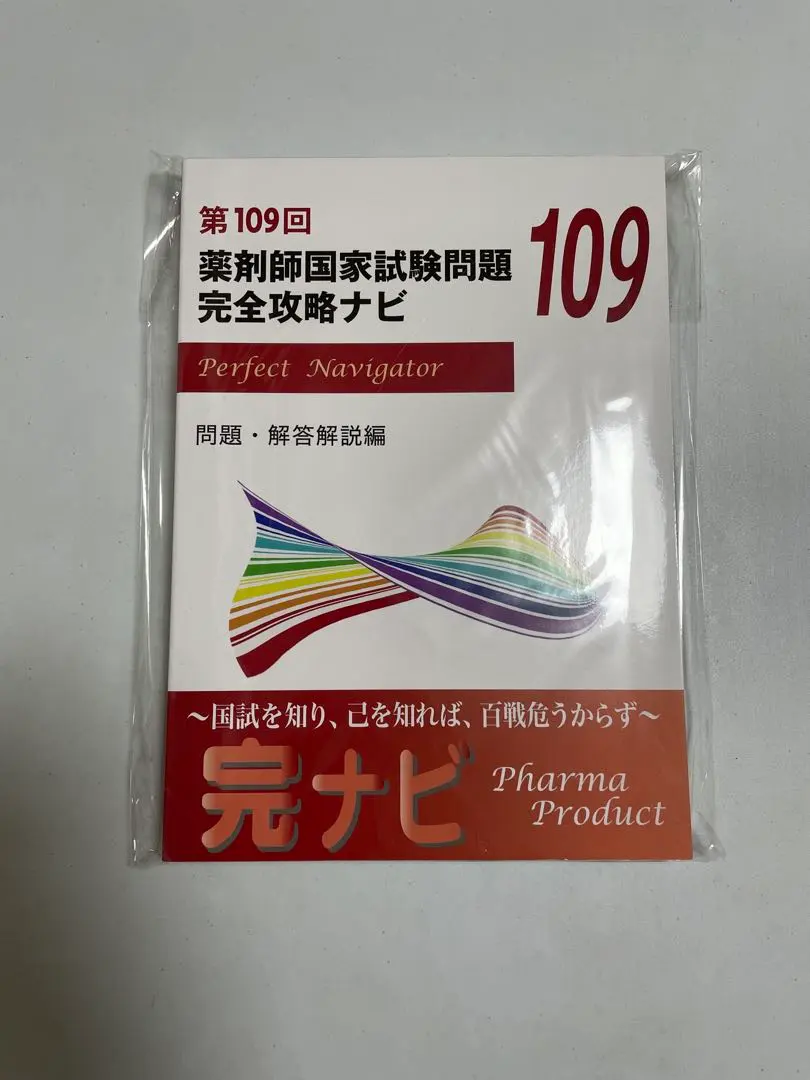 第109回
薬剤師国家試験問題
完全攻略ナビ
109
Perfect Navigator
問題・解答解説編
～国試を知り、己を知れば、百戦危うからず～
完ナビ
Pharma
Product